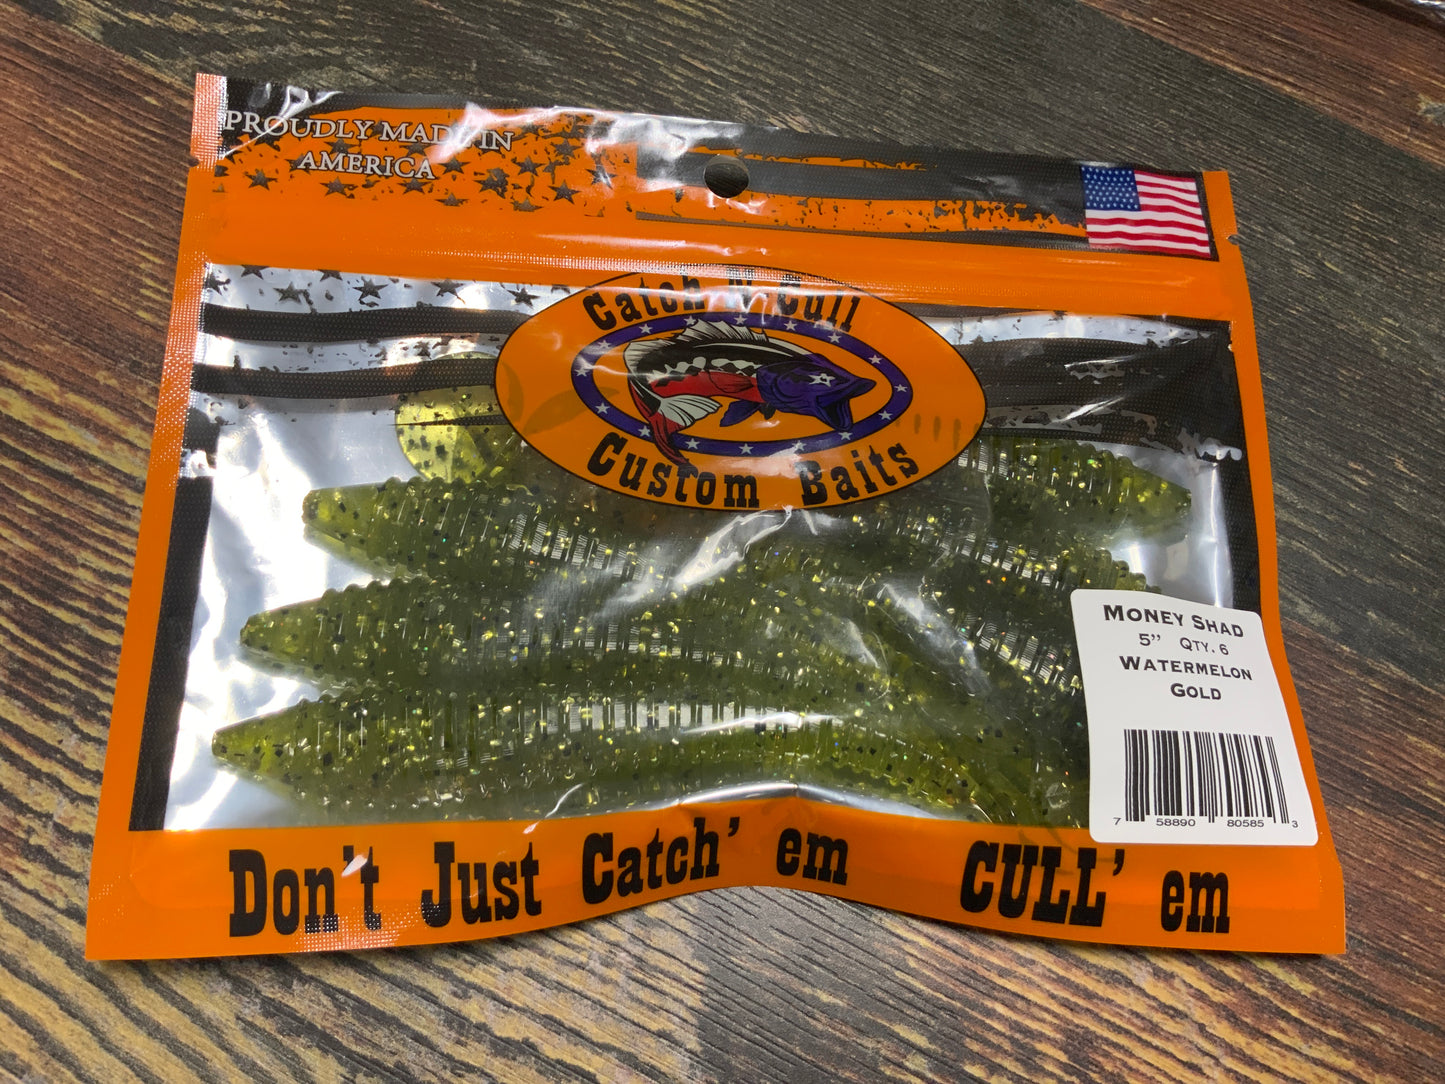 PROUDLY MADE IN
AMERICA
Catch N Cull
Custom Baits
MONEY SHAD
5" QTY. 6
WATERMELON
GOLD
7 58890 80585 3
Don't Just Catch' em CULL' em